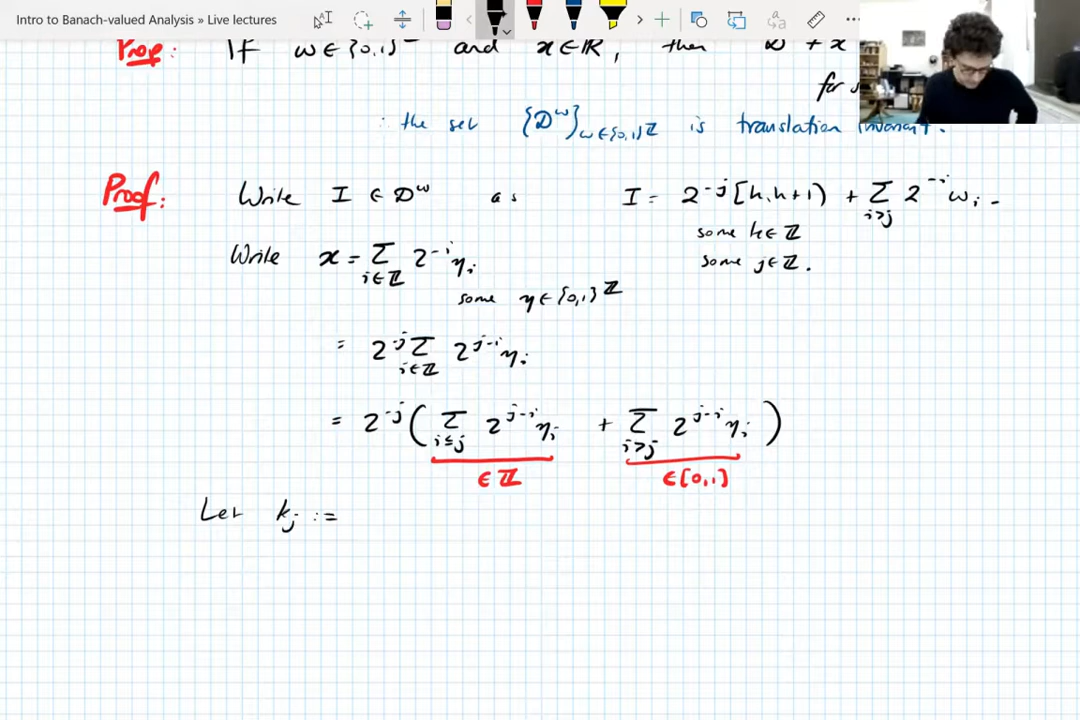 Intro to Banach-valued Analysis » Live lectures
Prop: If ω ∈ {0,1} and x ∈ ℝ, then + x
for
∴ the set {𝒟^ω}_{ω∈{0,1}^ℤ} is translation invariant.
Proof: Write I ∈ 𝒟^ω as I = 2^{-j}[k, k+1) + Σ_{i>j} 2^{-i} ω_i.
some k ∈ ℤ
some j ∈ ℤ.
Write x = Σ_{i∈ℤ} 2^{-i} η_i
some η ∈ {0,1}^ℤ
= 2^{-j} Σ_{i∈ℤ} 2^{j-i} η_i
= 2^{-j} ( Σ_{i≤j} 2^{j-i} η_i + Σ_{i>j} 2^{j-i} η_i )
∈ ℤ ∈ [0,1)
Let k_j :=